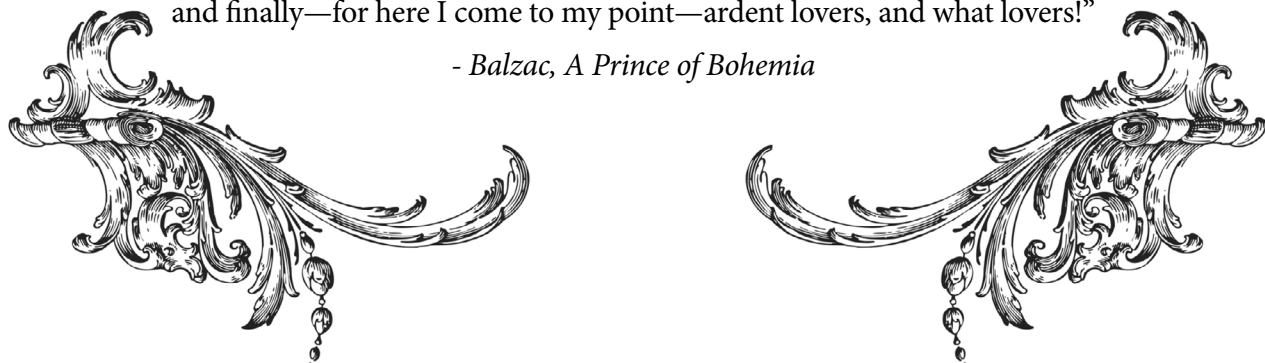 and finally—for here I come to my point—ardent lovers, and what lovers!”
- Balzac, A Prince of Bohemia